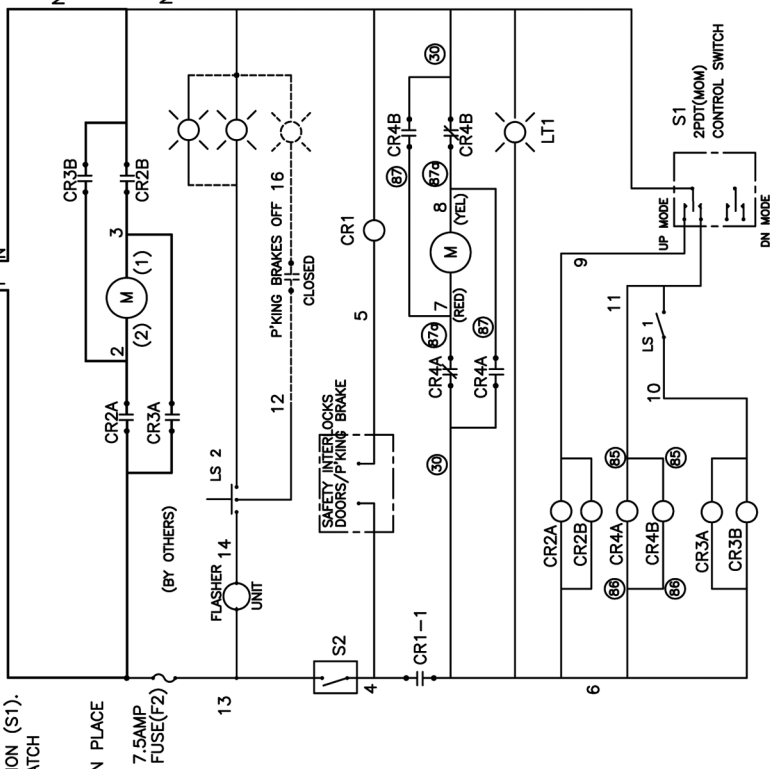 N
CR3B
CR2B
3
M
(1)
(2)
2
CR2A
CR3A
(BY OTHERS)
ION (S1).
ATCH
N PLACE
7.5AMP
FUSE(F2)
13
FLASHER
UNIT
14
LS 2
P'KING BRAKES OFF 16
CLOSED
12
S2
4
SAFETY INTERLOCKS
DOORS/P'KING BRAKE
5
CR1
CR1-1
30
CR4B
CR4B
87
87a
8
(YEL)
M
7
(RED)
87a
87
CR4A
CR4A
30
LT1
S1
2PDT(MOM)
CONTROL SWITCH
UP MODE
DN MODE
9
11
LS 1
10
85
85
CR2A
CR2B
CR4A
CR4B
CR3A
CR3B
86
86
6